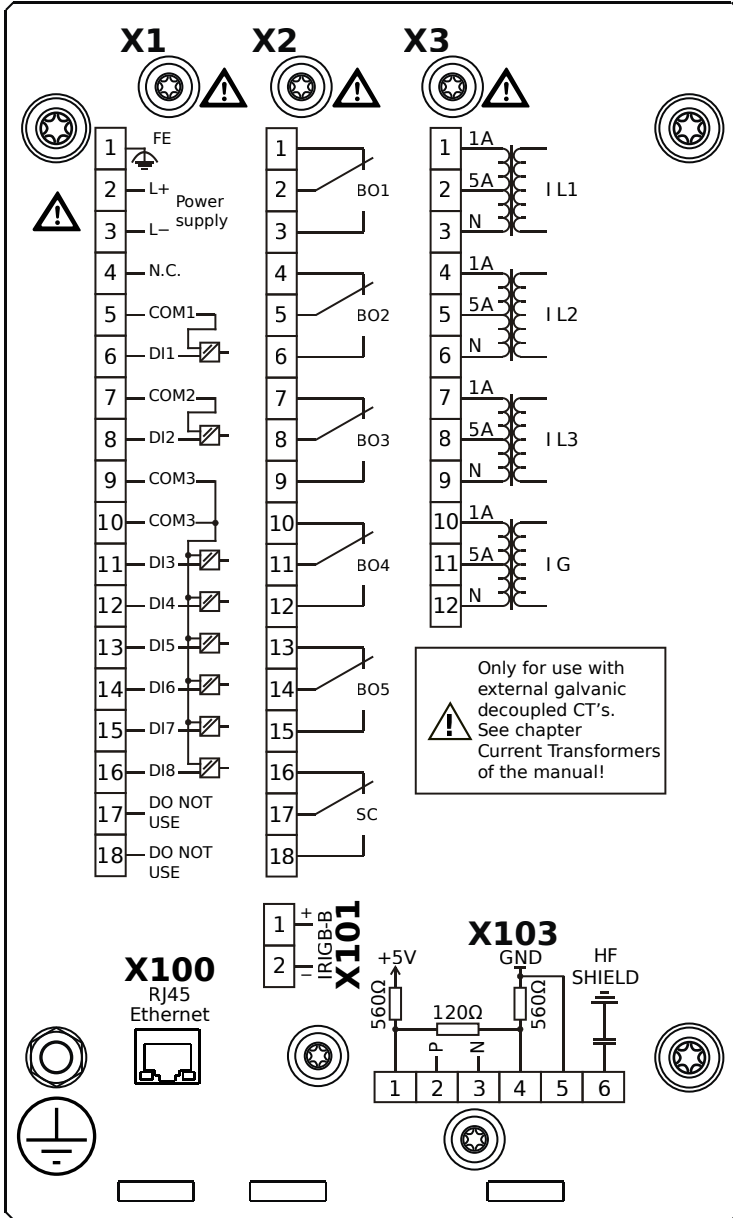 X1
1
FE
2
L+
Power
supply
3
L−
4
N.C.
5
COM1
6
DI1
7
COM2
8
DI2
9
COM3
10
COM3
11
DI3
12
DI4
13
DI5
14
DI6
15
DI7
16
DI8
17
DO NOT
USE
18
DO NOT
USE
X2
1
2
BO1
3
4
5
BO2
6
7
8
BO3
9
10
11
BO4
12
13
14
BO5
15
16
17
SC
18
X3
1
1A
2
5A
I L1
3
N
4
1A
5
5A
I L2
6
N
7
1A
8
5A
I L3
9
N
10
1A
11
5A
I G
12
N
!
!
!
!
!
Only for use with
external galvanic
decoupled CT's.
See chapter
Current Transformers
of the manual!
X100
RJ45
Ethernet
1
+
2
−
IRIGB-B
X101
X103
+5V
GND
HF
SHIELD
560Ω
120Ω
560Ω
P
N
1
2
3
4
5
6